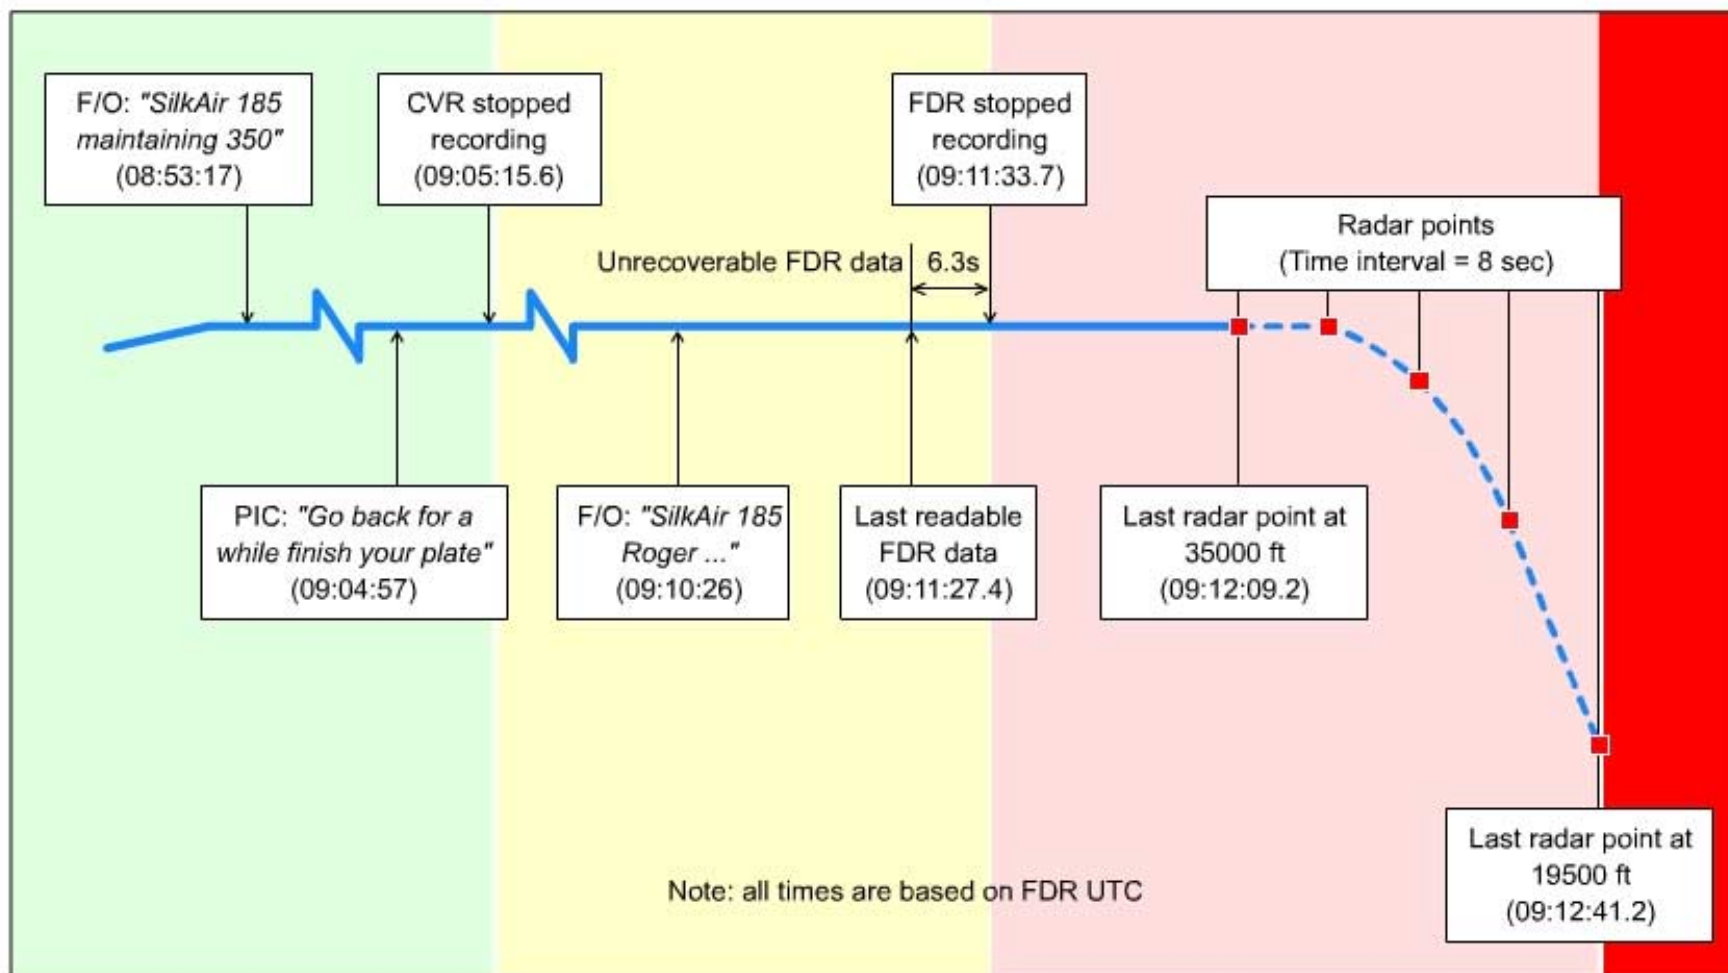 F/O: "SilkAir 185
maintaining 350"
(08:53:17)
CVR stopped
recording
(09:05:15.6)
FDR stopped
recording
(09:11:33.7)
Radar points
(Time interval = 8 sec)
Unrecoverable FDR data
6.3s
PIC: "Go back for a
while finish your plate"
(09:04:57)
F/O: "SilkAir 185
Roger ..."
(09:10:26)
Last readable
FDR data
(09:11:27.4)
Last radar point at
35000 ft
(09:12:09.2)
Last radar point at
19500 ft
(09:12:41.2)
Note: all times are based on FDR UTC